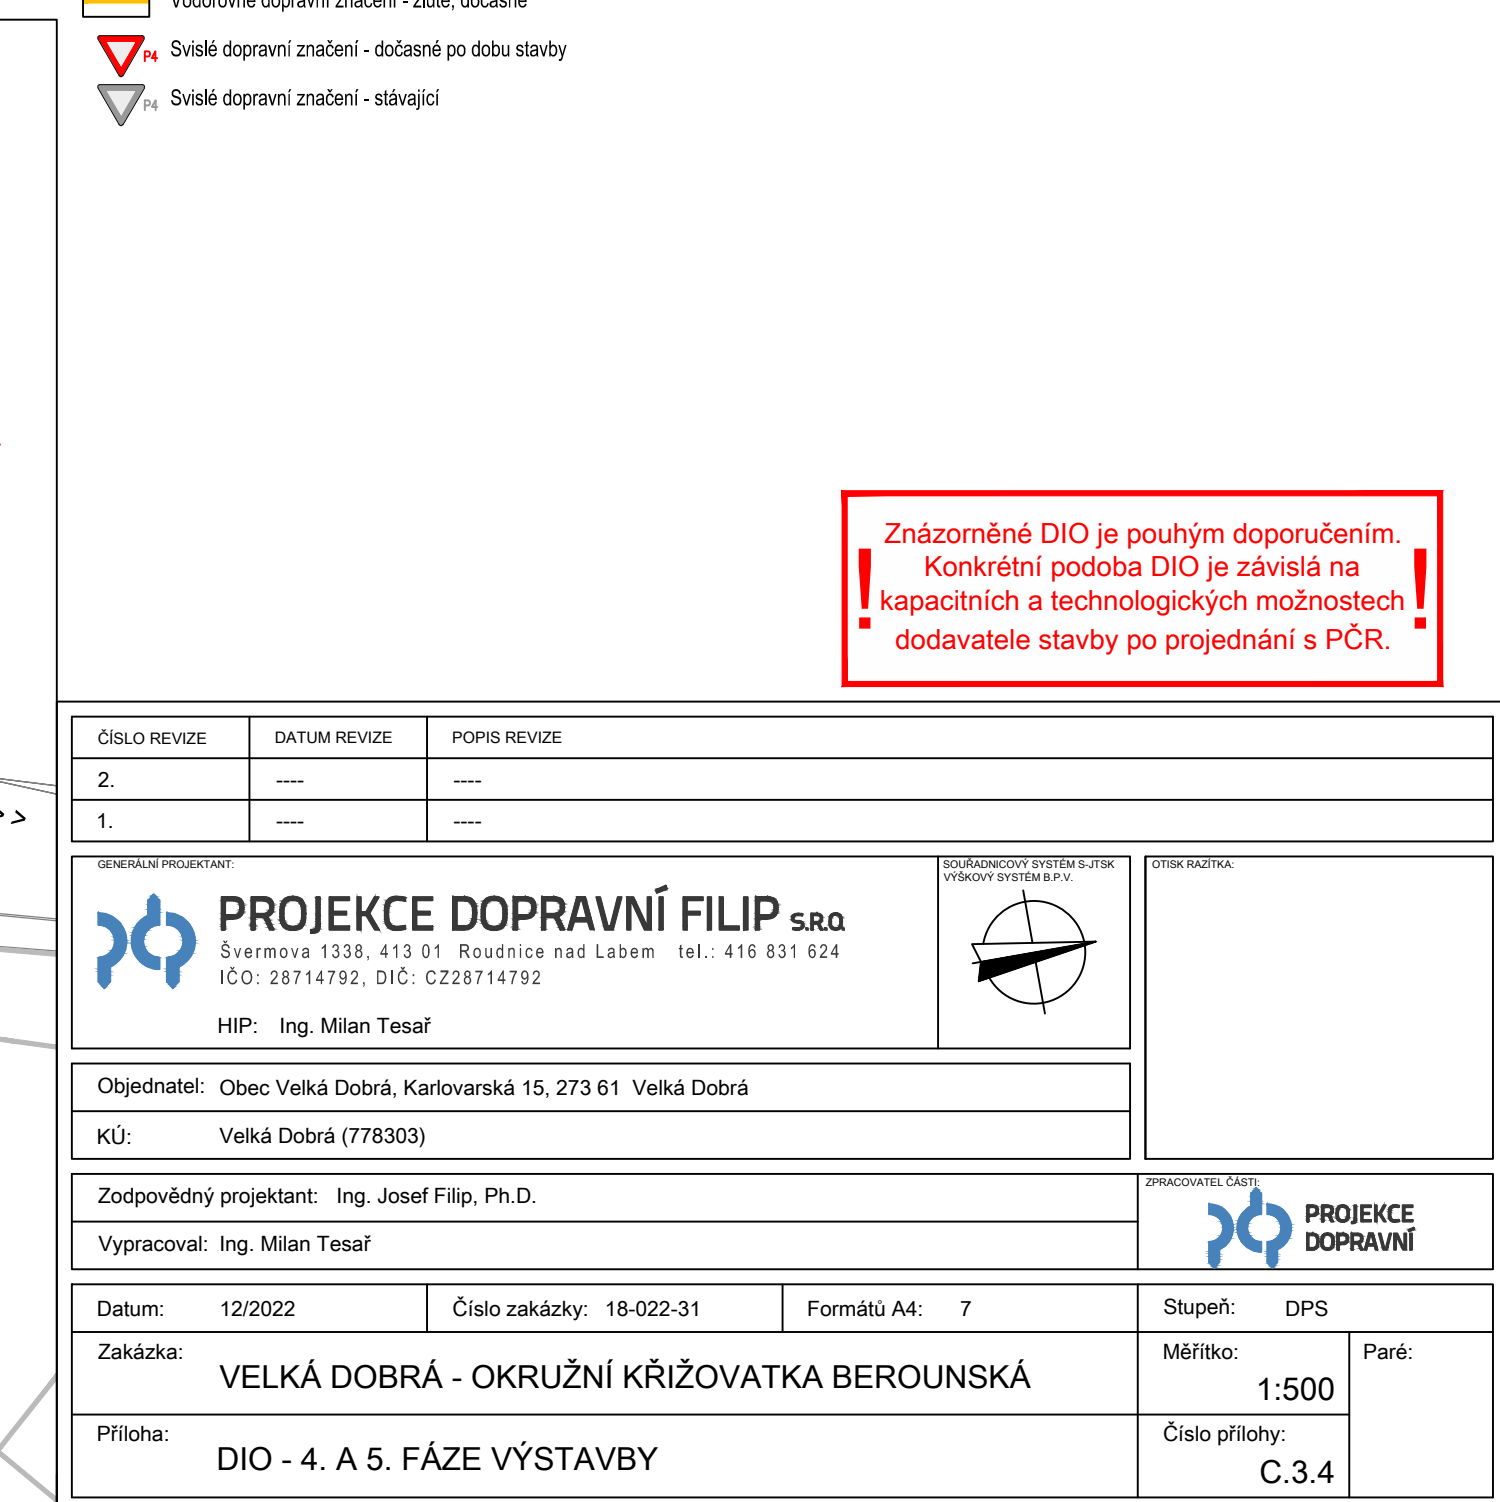 Vodorovné dopravní značení - žluté, dočasné
P4 Svislé dopravní značení - dočasné po dobu stavby
P4 Svislé dopravní značení - stávající
Znázorněné DIO je pouhým doporučením.
Konkrétní podoba DIO je závislá na
kapacitních a technologických možnostech
dodavatele stavby po projednání s PČR.
! !
ČÍSLO REVIZE DATUM REVIZE POPIS REVIZE
2. ---- ----
1. ---- ----
GENERÁLNÍ PROJEKTANT:
PROJEKCE DOPRAVNÍ FILIP S.R.O.
Švermova 1338, 413 01 Roudnice nad Labem tel.: 416 831 624
IČO: 28714792, DIČ: CZ28714792
HIP: Ing. Milan Tesař
SOUŘADNICOVÝ SYSTÉM S-JTSK
VÝŠKOVÝ SYSTÉM B.P.V.
OTISK RAZÍTKA:
Objednatel: Obec Velká Dobrá, Karlovarská 15, 273 61 Velká Dobrá
KÚ: Velká Dobrá (778303)
Zodpovědný projektant: Ing. Josef Filip, Ph.D.
Vypracoval: Ing. Milan Tesař
ZPRACOVATEL ČÁSTI:
PROJEKCE
DOPRAVNÍ
Datum: 12/2022 Číslo zakázky: 18-022-31 Formátů A4: 7 Stupeň: DPS
Zakázka:
VELKÁ DOBRÁ - OKRUŽNÍ KŘIŽOVATKA BEROUNSKÁ
Měřítko:
1:500
Paré:
Příloha:
DIO - 4. A 5. FÁZE VÝSTAVBY
Číslo přílohy:
C.3.4